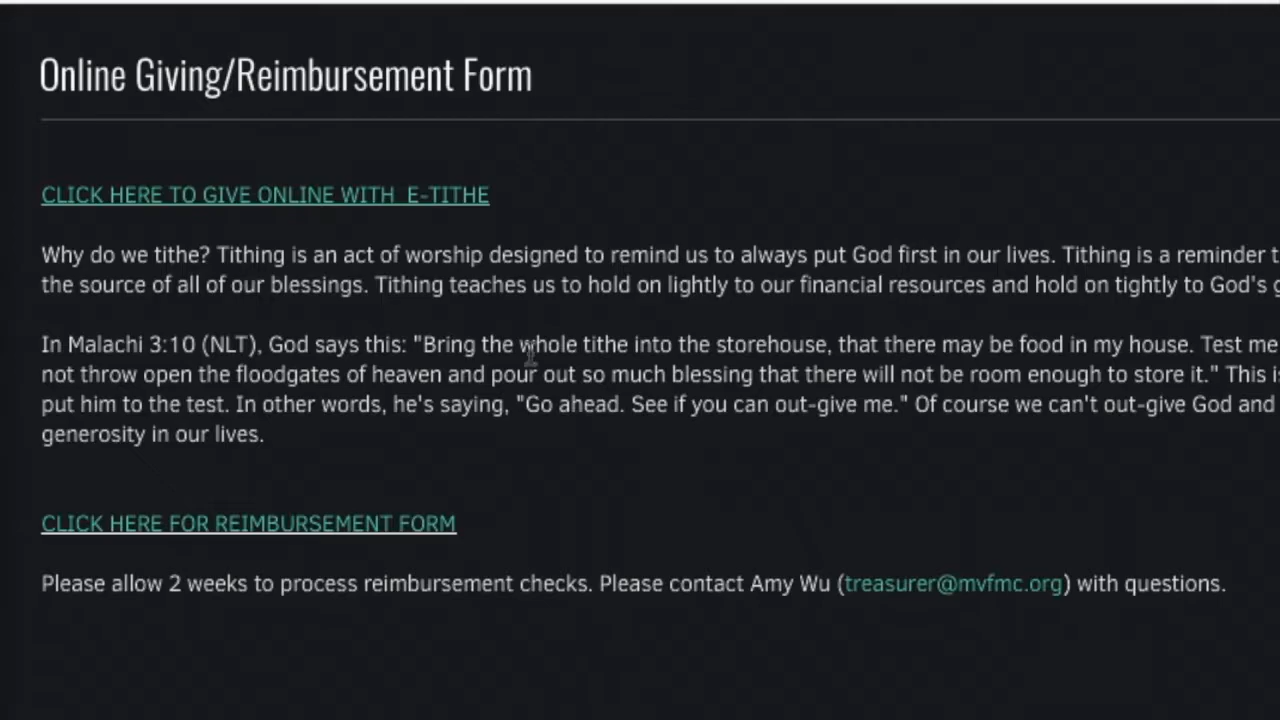 Online Giving/Reimbursement Form
CLICK HERE TO GIVE ONLINE WITH  E-TITHE
Why do we tithe? Tithing is an act of worship designed to remind us to always put God first in our lives. Tithing is a reminder
the source of all of our blessings. Tithing teaches us to hold on lightly to our financial resources and hold on tightly to God's
In Malachi 3:10 (NLT), God says this: "Bring the whole tithe into the storehouse, that there may be food in my house. Test me
not throw open the floodgates of heaven and pour out so much blessing that there will not be room enough to store it." This
put him to the test. In other words, he's saying, "Go ahead. See if you can out-give me." Of course we can't out-give God and
generosity in our lives.
CLICK HERE FOR REIMBURSEMENT FORM
Please allow 2 weeks to process reimbursement checks. Please contact Amy Wu (treasurer@mvfmc.org) with questions.